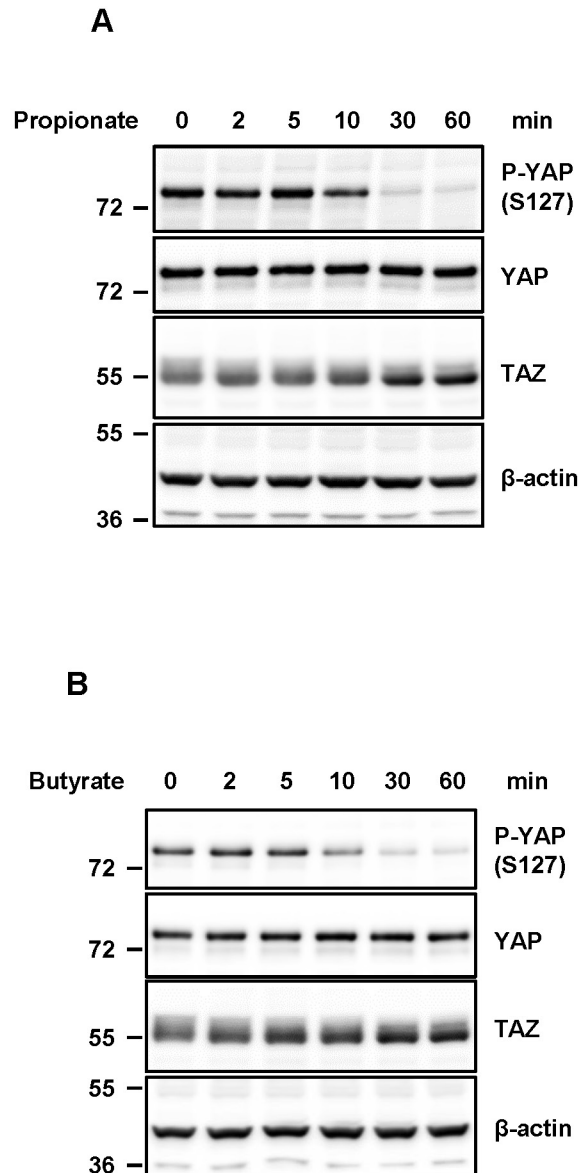 A
Propionate 0 2 5 10 30 60 min
P-YAP
(S127)
72
YAP
72
TAZ
55
55
β-actin
36
B
Butyrate 0 2 5 10 30 60 min
P-YAP
(S127)
72
YAP
72
TAZ
55
55
β-actin
36